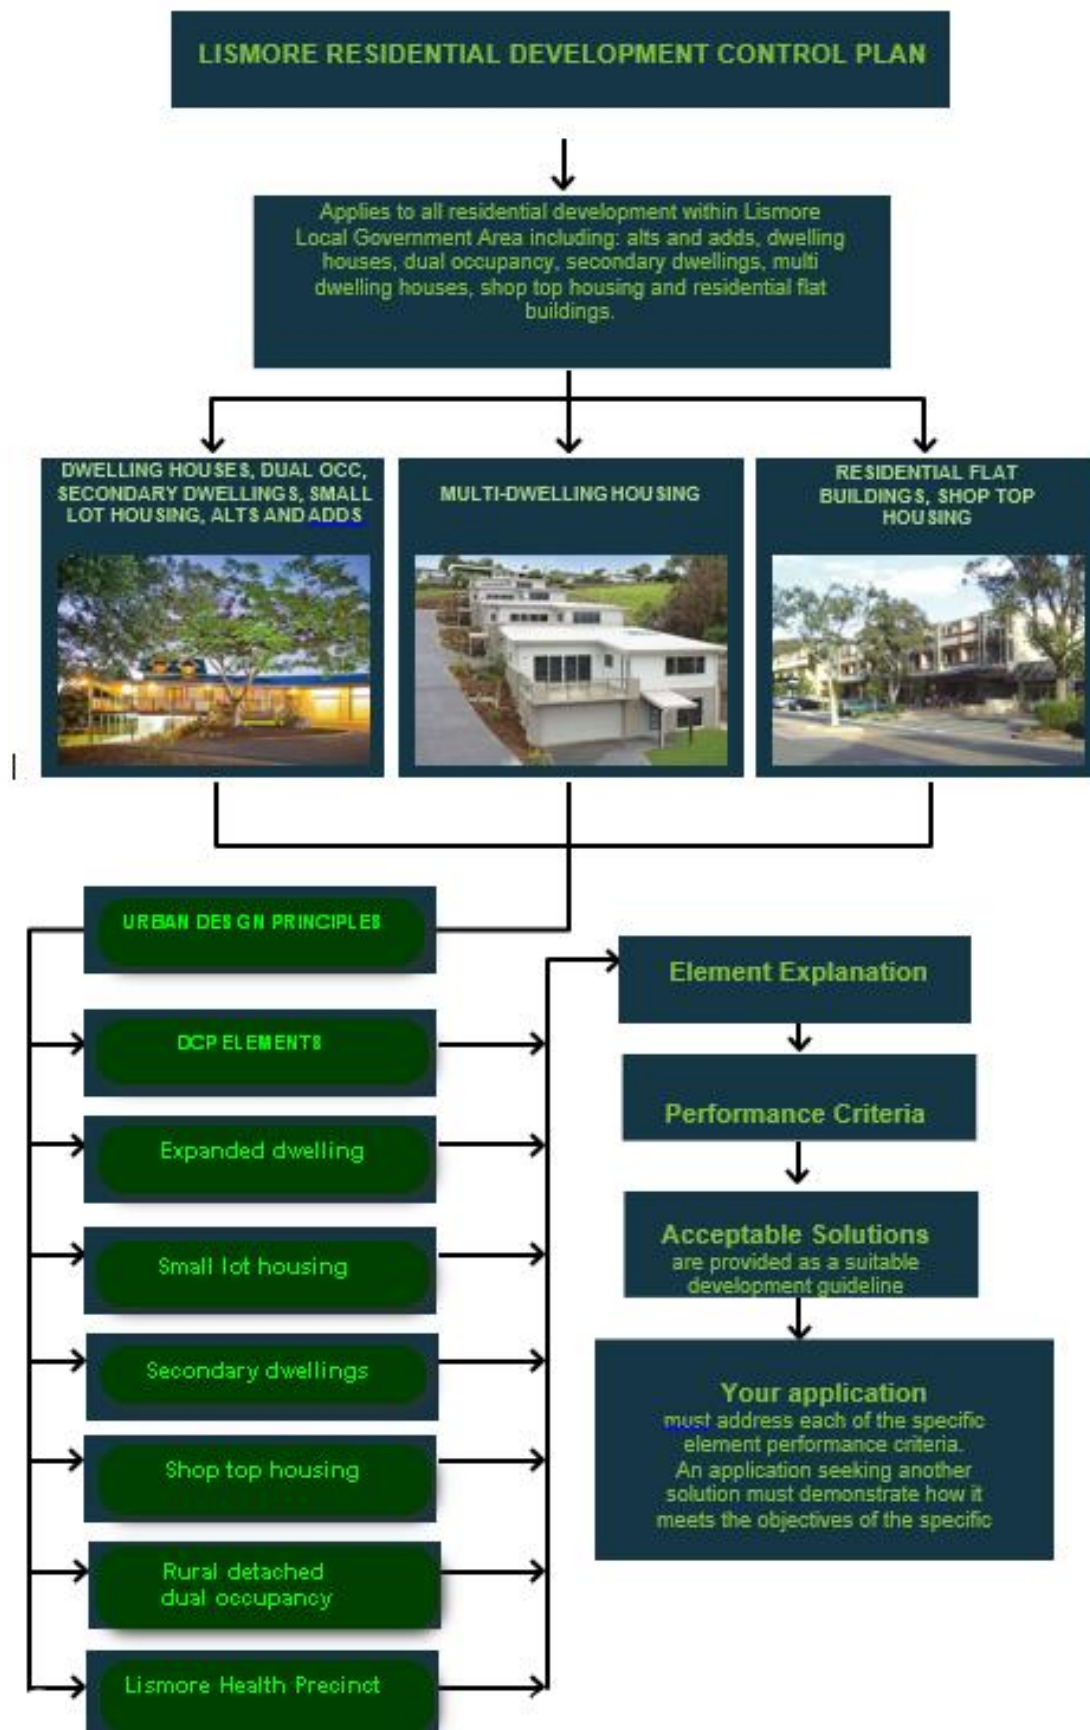 LISMORE RESIDENTIAL DEVELOPMENT CONTROL PLAN
Applies to all residential development within Lismore
Local Government Area including: alts and adds, dwelling
houses, dual occupancy, secondary dwellings, multi
dwelling houses, shop top housing and residential flat
buildings.
DWELLING HOUSES, DUAL OCC,
SECONDARY DWELLINGS, SMALL
LOT HOUSING, ALTS AND ADDS
MULTI-DWELLING HOUSING
RESIDENTIAL FLAT
BUILDINGS, SHOP TOP
HOUSING
URBAN DESIGN PRINCIPLES
DCP ELEMENTS
Expanded dwelling
Small lot housing
Secondary dwellings
Shop top housing
Rural detached
dual occupancy
Lismore Health Precinct
Element Explanation
Performance Criteria
Acceptable Solutions
are provided as a suitable
development guideline
Your application
must address each of the specific
element performance criteria.
An application seeking another
solution must demonstrate how it
meets the objectives of the specific